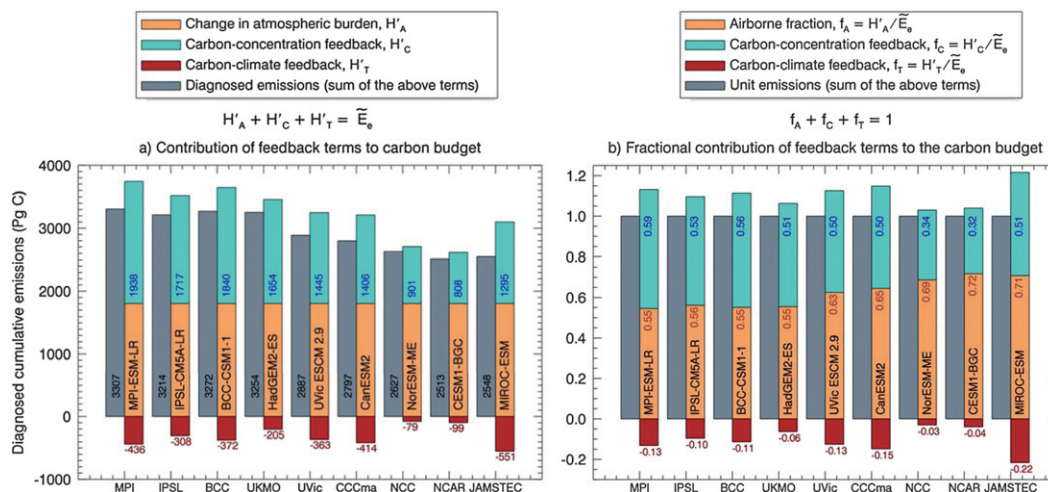 Change in atmospheric burden, H′A
Carbon-concentration feedback, H′C
Carbon-climate feedback, H′T
Diagnosed emissions (sum of the above terms)
H′A + H′C + H′T = Ẽe
a) Contribution of feedback terms to carbon budget
Diagnosed cumulative emissions (Pg C)
4000
3000
2000
1000
0
-1000
3307
MPI-ESM-LR
1938
-436
3214
IPSL-CM5A-LR
1717
-308
3272
BCC-CSM1-1
1840
-372
3254
HadGEM2-ES
1654
-205
2887
UVic ESCM 2.9
1445
-363
2797
CanESM2
1406
-414
2627
NorESM-ME
901
-79
2513
CESM1-BGC
808
-99
2548
MIROC-ESM
1295
-551
MPI IPSL BCC UKMO UVic CCCma NCC NCAR JAMSTEC
Airborne fraction, fA = H′A/Ẽe
Carbon-concentration feedback, fC = H′C/Ẽe
Carbon-climate feedback, fT = H′T/Ẽe
Unit emissions (sum of the above terms)
fA + fC + fT = 1
b) Fractional contribution of feedback terms to the carbon budget
1.2
1.0
0.8
0.6
0.4
0.2
0.0
-0.2
MPI-ESM-LR
0.55
0.59
-0.13
IPSL-CM5A-LR
0.56
0.53
-0.10
BCC-CSM1-1
0.55
0.56
-0.11
HadGEM2-ES
0.55
0.51
-0.06
UVic ESCM 2.9
0.63
0.50
-0.13
CanESM2
0.65
0.50
-0.15
NorESM-ME
0.69
0.34
-0.03
CESM1-BGC
0.72
0.32
-0.04
MIROC-ESM
0.71
0.51
-0.22
MPI IPSL BCC UKMO UVic CCCma NCC NCAR JAMSTEC